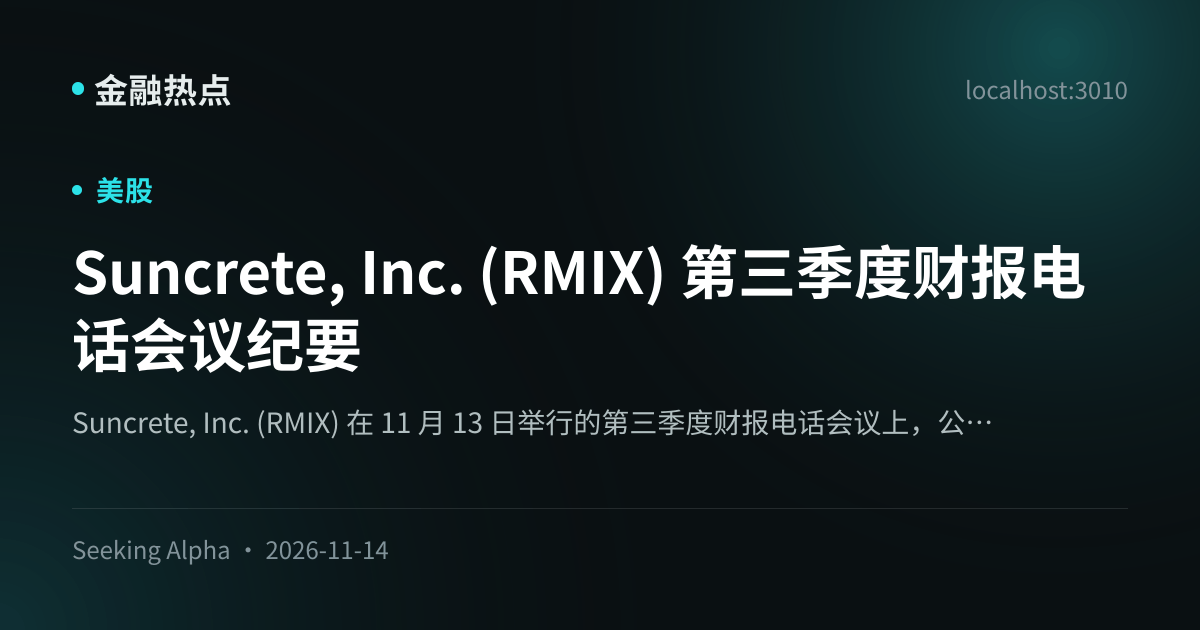 金融热点
localhost:3010
美股
Suncrete, Inc. (RMIX) 第三季度财报电
话会议纪要
Suncrete, Inc. (RMIX) 在 11 月 13 日举行的第三季度财报电话会议上，公…
Seeking Alpha · 2026-11-14